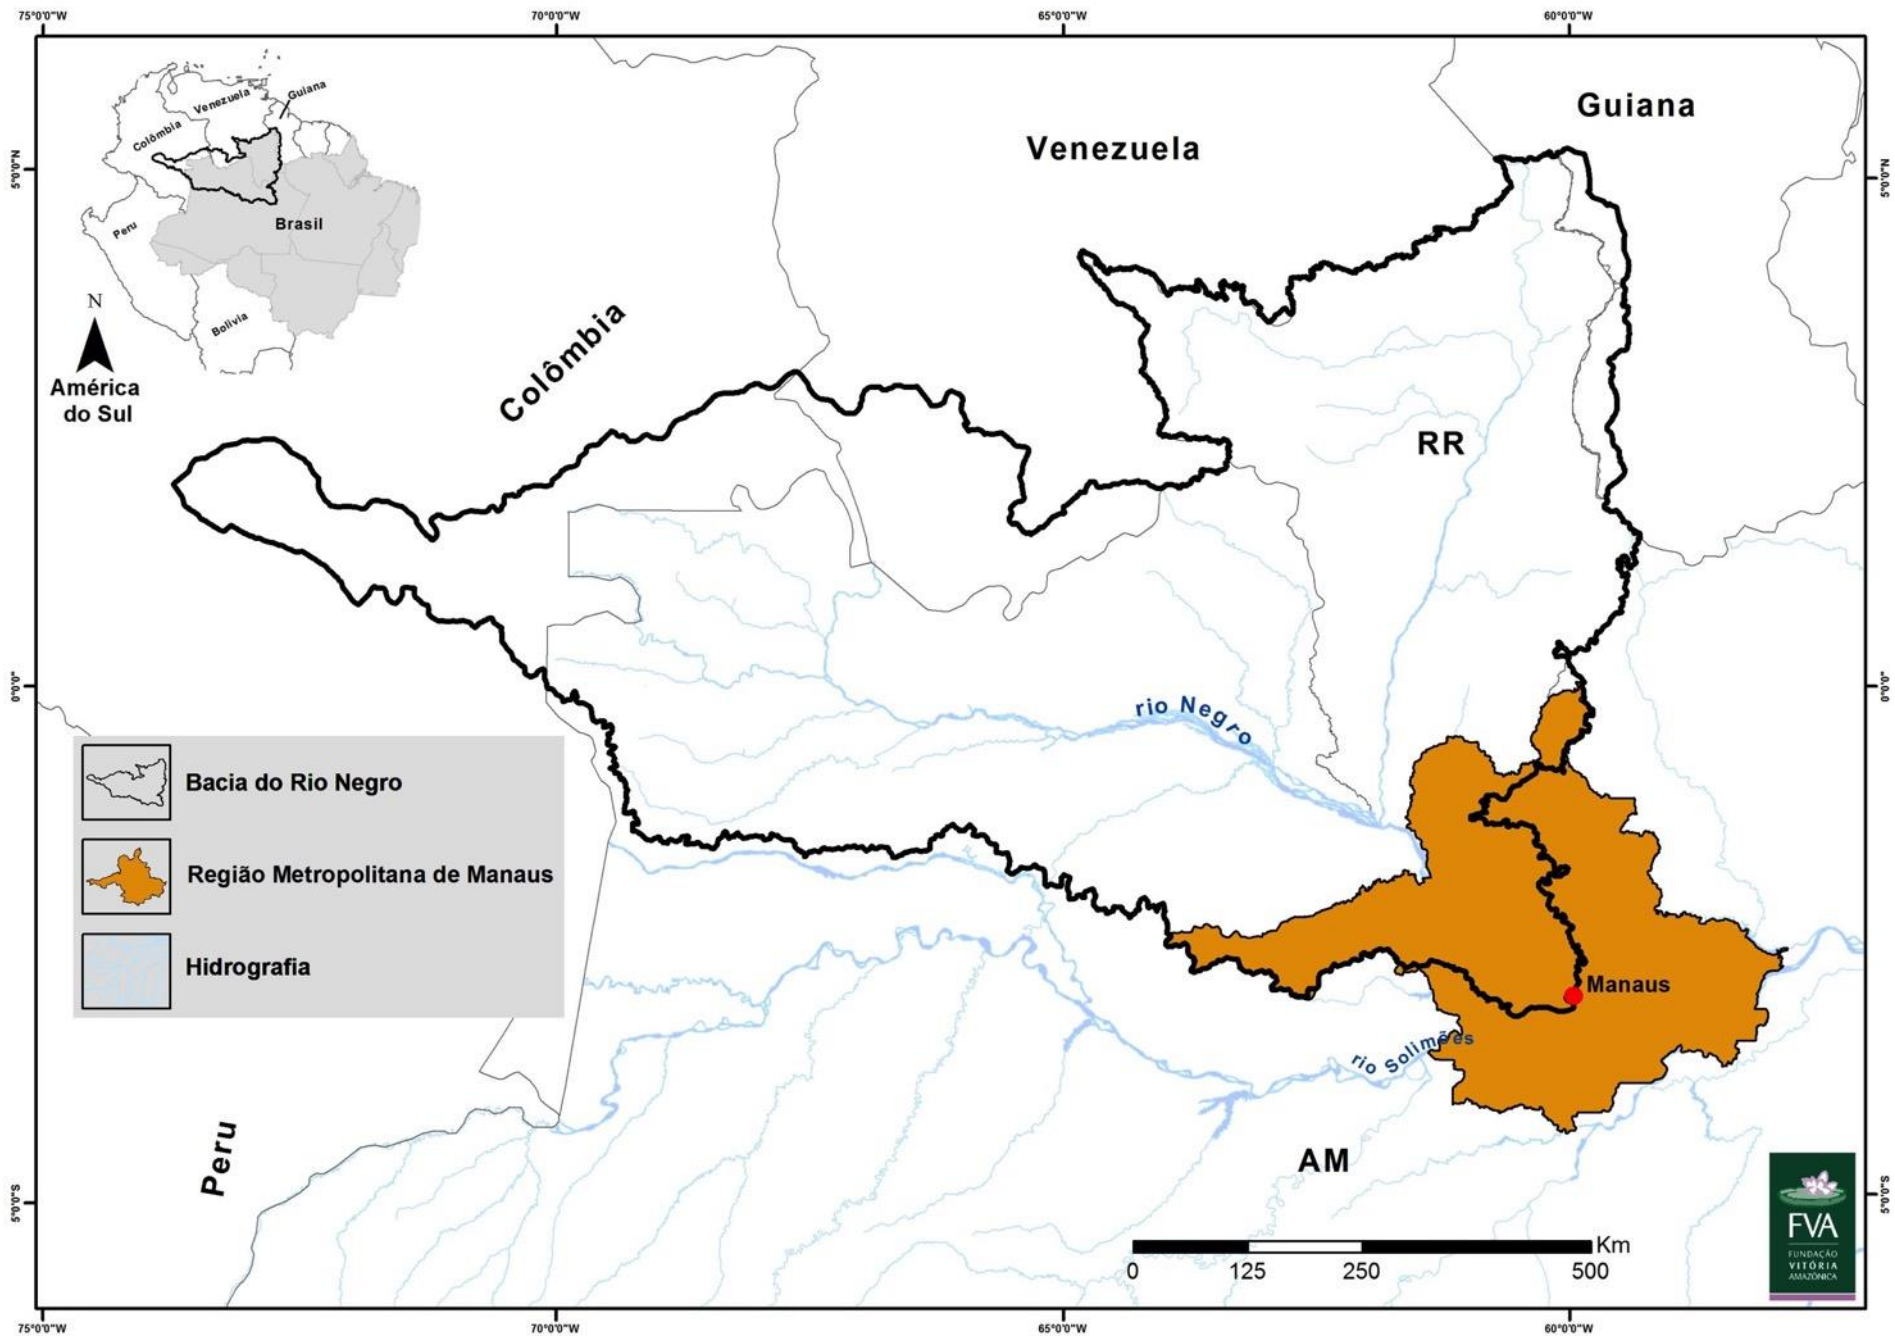 75°0'0"W
70°0'0"W
65°0'0"W
60°0'0"W
Guiana
Venezuela
Colômbia
Venezuela
Guiana
Colômbia
Peru
Brasil
Bolívia
N
América
do Sul
5°0'0"N
5°0'0"N
RR
0°0'0"
0°0'0"
rio Negro
Bacia do Rio Negro
Região Metropolitana de Manaus
Hidrografia
Manaus
rio Solimões
Peru
AM
5°0'0"S
5°0'0"S
Km
0
125
250
500
FVA
FUNDAÇÃO
VITÓRIA
AMAZÔNICA
75°0'0"W
70°0'0"W
65°0'0"W
60°0'0"W